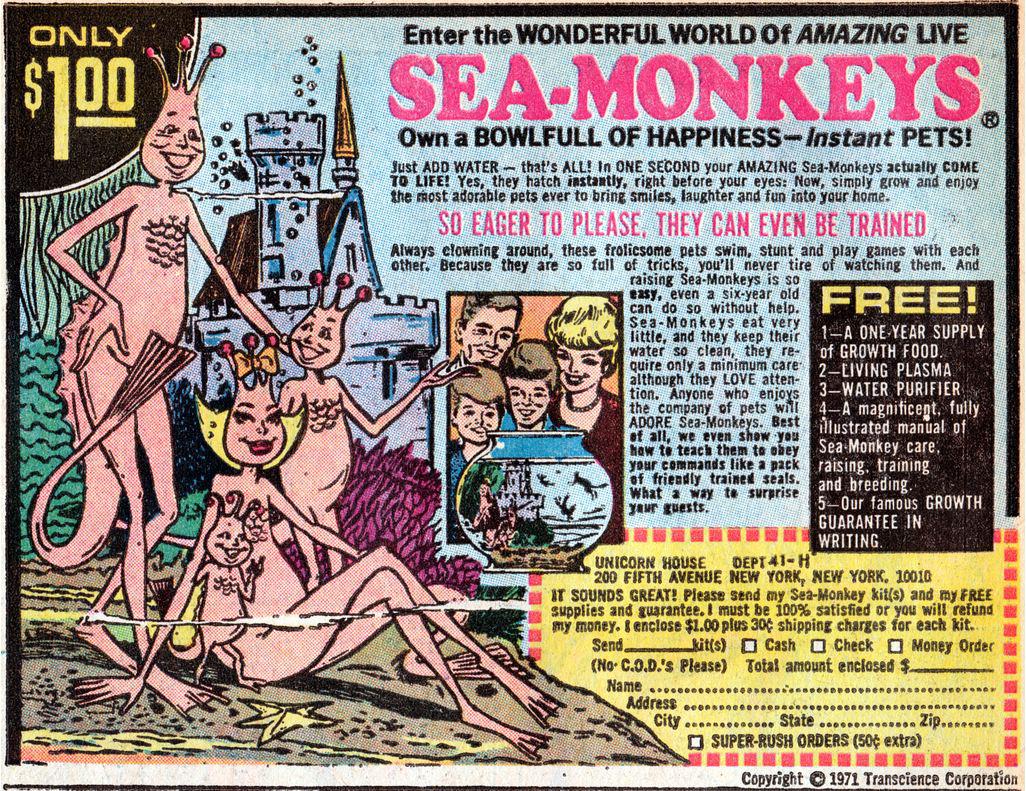 ONLY
$1.00
Enter the WONDERFUL WORLD Of AMAZING LIVE
SEA-MONKEYS®
Own a BOWLFULL OF HAPPINESS—Instant PETS!
Just ADD WATER — that's ALL! In ONE SECOND your AMAZING Sea-Monkeys actually COME
TO LIFE! Yes, they hatch instantly, right before your eyes: Now, simply grow and enjoy
the most adorable pets ever to bring smiles, laughter and fun into your home.
SO EAGER TO PLEASE, THEY CAN EVEN BE TRAINED
Always clowning around, these frolicsome pets swim, stunt and play games with each
other. Because they are so full of tricks, you'll never tire of watching them. And
raising Sea-Monkeys is so
easy, even a six-year old
can do so without help.
Sea-Monkeys eat very
little, and they keep their
water so clean, they re-
quire only a minimum care
although they LOVE atten-
tion. Anyone who enjoys
the company of pets will
ADORE Sea-Monkeys. Best
of all, we even show you
how to teach them to obey
your commands like a pack
of friendly trained seals.
What a way to surprise
your guests.
FREE!
1—A ONE-YEAR SUPPLY
of GROWTH FOOD.
2—LIVING PLASMA
3—WATER PURIFIER
4—A magnificent, fully
illustrated manual of
Sea-Monkey care,
raising, training
and breeding.
5—Our famous GROWTH
GUARANTEE IN
WRITING.
UNICORN HOUSE DEPT 41-H
200 FIFTH AVENUE NEW YORK, NEW YORK. 10010
IT SOUNDS GREAT! Please send my Sea-Monkey kit(s) and my FREE
supplies and guarantee. I must be 100% satisfied or you will refund
my money. I enclose $1.00 plus 30¢ shipping charges for each kit.
Send________kit(s) ☐ Cash ☐ Check ☐ Money Order
(No C.O.D.'s Please) Total amount enclosed $________
Name ........................................
Address ........................................
City ............ State ............ Zip........
☐ SUPER-RUSH ORDERS (50¢ extra)
Copyright © 1971 Transcience Corporation